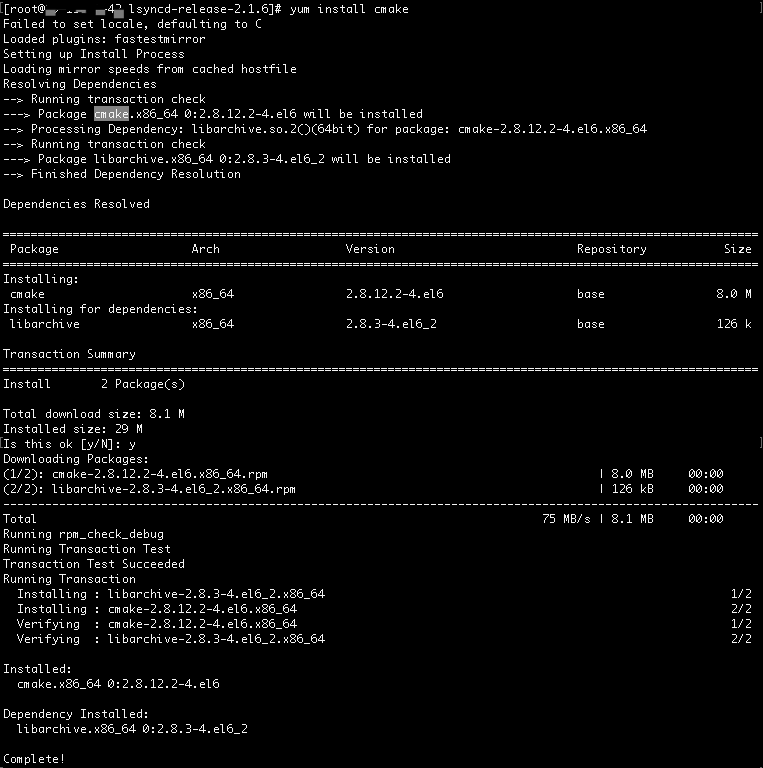 [root@ 42 lsyncd-release-2.1.6]# yum install cmake
Failed to set locale, defaulting to C
Loaded plugins: fastestmirror
Setting up Install Process
Loading mirror speeds from cached hostfile
Resolving Dependencies
--> Running transaction check
---> Package cmake.x86_64 0:2.8.12.2-4.el6 will be installed
--> Processing Dependency: libarchive.so.2()(64bit) for package: cmake-2.8.12.2-4.el6.x86_64
--> Running transaction check
---> Package libarchive.x86_64 0:2.8.3-4.el6_2 will be installed
--> Finished Dependency Resolution
Dependencies Resolved
================================================================================
Package Arch Version Repository Size
================================================================================
Installing:
cmake x86_64 2.8.12.2-4.el6 base 8.0 M
Installing for dependencies:
libarchive x86_64 2.8.3-4.el6_2 base 126 k
Transaction Summary
================================================================================
Install 2 Package(s)
Total download size: 8.1 M
Installed size: 29 M
Is this ok [y/N]: y
Downloading Packages:
(1/2): cmake-2.8.12.2-4.el6.x86_64.rpm | 8.0 MB 00:00
(2/2): libarchive-2.8.3-4.el6_2.x86_64.rpm | 126 kB 00:00
--------------------------------------------------------------------------------
Total 75 MB/s | 8.1 MB 00:00
Running rpm_check_debug
Running Transaction Test
Transaction Test Succeeded
Running Transaction
Installing : libarchive-2.8.3-4.el6_2.x86_64 1/2
Installing : cmake-2.8.12.2-4.el6.x86_64 2/2
Verifying : cmake-2.8.12.2-4.el6.x86_64 1/2
Verifying : libarchive-2.8.3-4.el6_2.x86_64 2/2
Installed:
cmake.x86_64 0:2.8.12.2-4.el6
Dependency Installed:
libarchive.x86_64 0:2.8.3-4.el6_2
Complete!